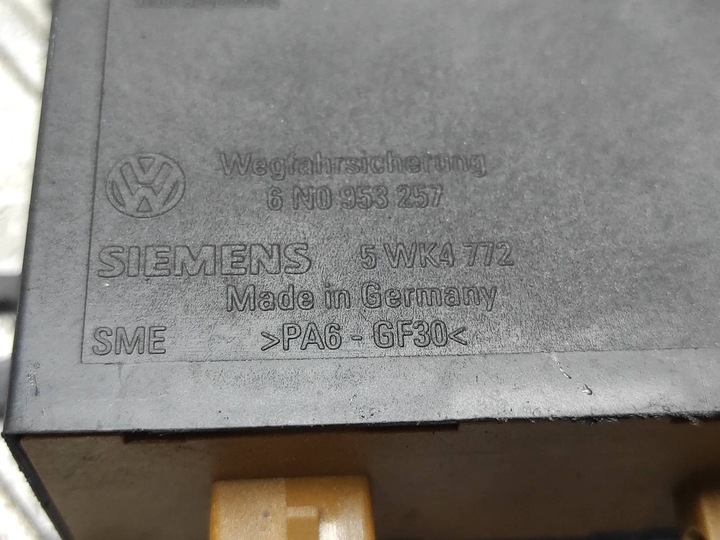 Wegfahrsicherung
6 N0 953 257
SIEMENS 5 WK4 772
Made in Germany
SME >PA6 - GF30<